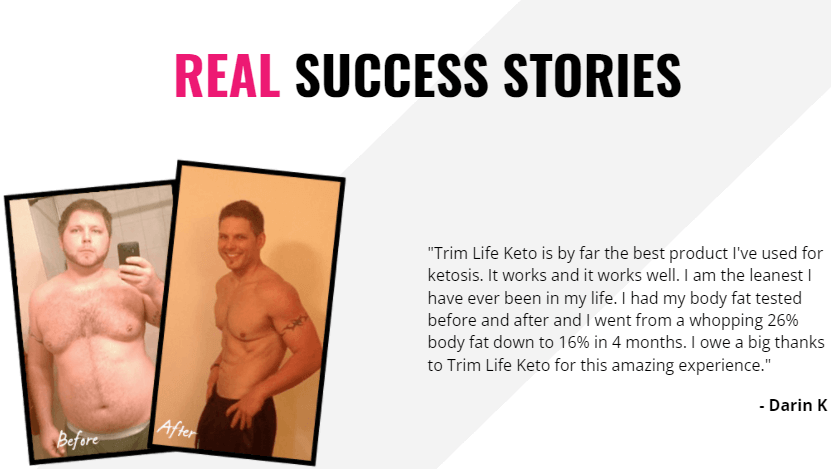 REAL SUCCESS STORIES
"Trim Life Keto is by far the best product I've used for
ketosis. It works and it works well. I am the leanest I
have ever been in my life. I had my body fat tested
before and after and I went from a whopping 26%
body fat down to 16% in 4 months. I owe a big thanks
to Trim Life Keto for this amazing experience."
- Darin K
Before
After